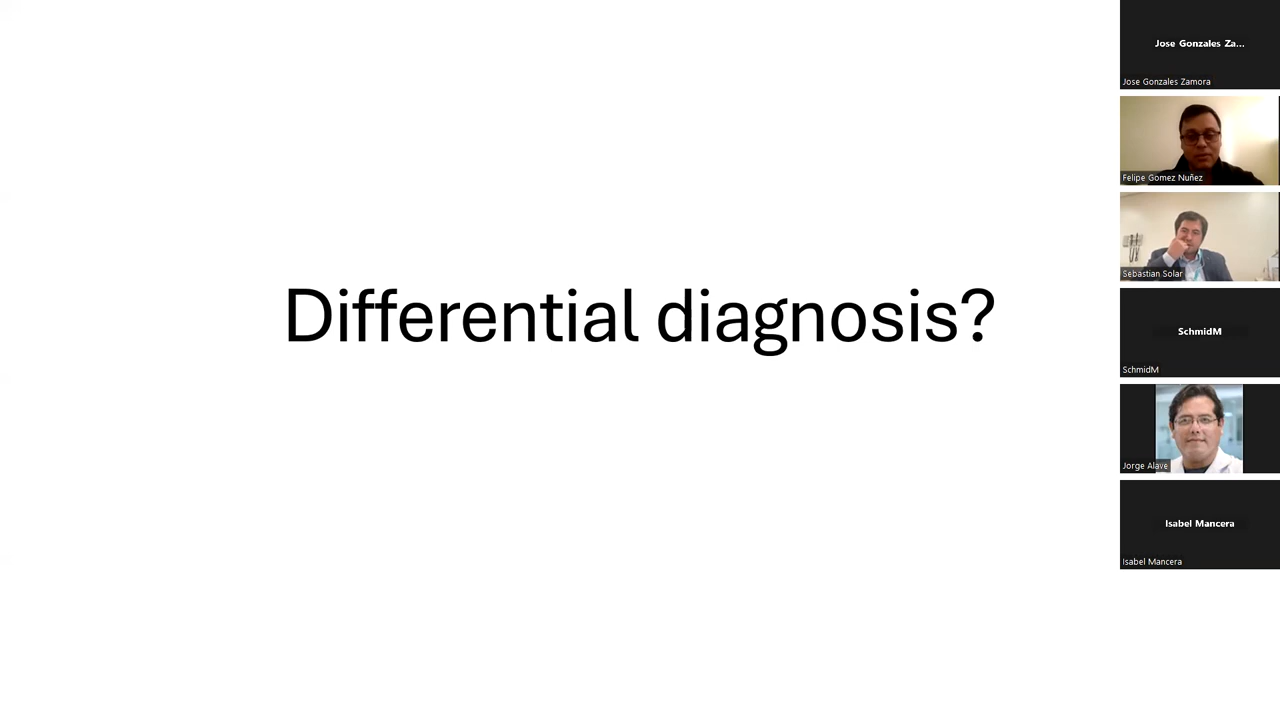 Differential diagnosis?
Jose Gonzales Za...
Jose Gonzales Zamora
Felipe Gomez Nuñez
Sebastian Solar
SchmidM
SchmidM
Jorge Alave
Isabel Mancera
Isabel Mancera